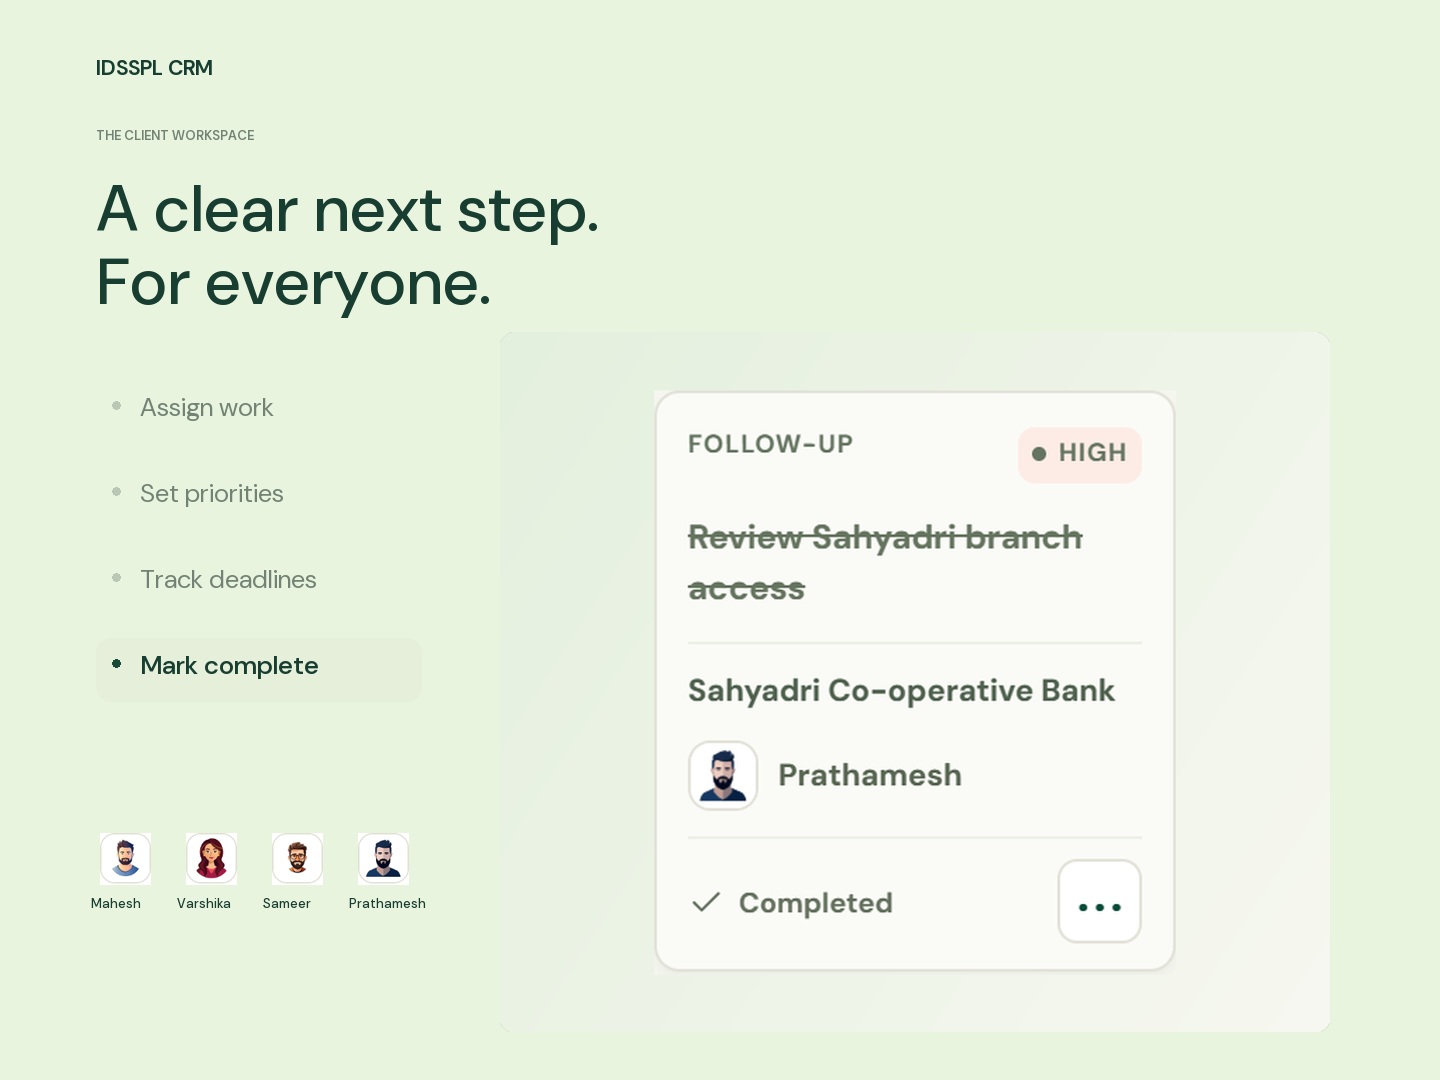 IDSSPL CRM
THE CLIENT WORKSPACE
A clear next step.
For everyone.
Assign work
Set priorities
Track deadlines
Mark complete
Mahesh
Varshika
Sameer
Prathamesh
FOLLOW-UP
HIGH
Review Sahyadri branch
access
Sahyadri Co-operative Bank
Prathamesh
Completed